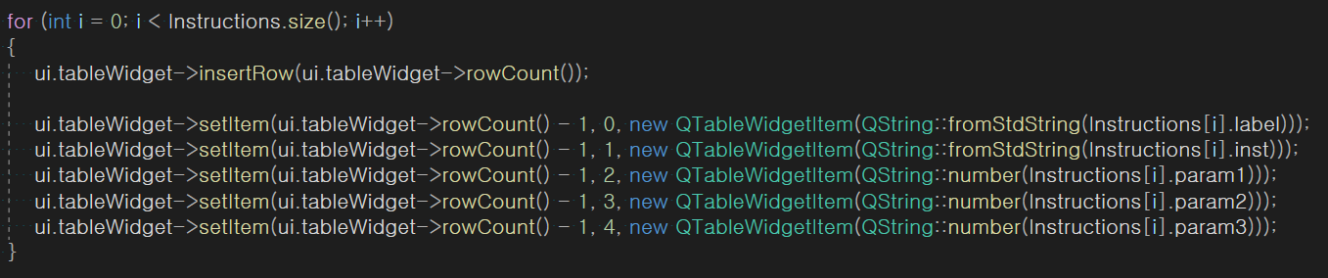 for (int i = 0; i < Instructions.size(); i++)
{
ui.tableWidget->insertRow(ui.tableWidget->rowCount());
ui.tableWidget->setItem(ui.tableWidget->rowCount() - 1, 0, new QTableWidgetItem(QString::fromStdString(Instructions[i].label)));
ui.tableWidget->setItem(ui.tableWidget->rowCount() - 1, 1, new QTableWidgetItem(QString::fromStdString(Instructions[i].inst)));
ui.tableWidget->setItem(ui.tableWidget->rowCount() - 1, 2, new QTableWidgetItem(QString::number(Instructions[i].param1)));
ui.tableWidget->setItem(ui.tableWidget->rowCount() - 1, 3, new QTableWidgetItem(QString::number(Instructions[i].param2)));
ui.tableWidget->setItem(ui.tableWidget->rowCount() - 1, 4, new QTableWidgetItem(QString::number(Instructions[i].param3)));
}